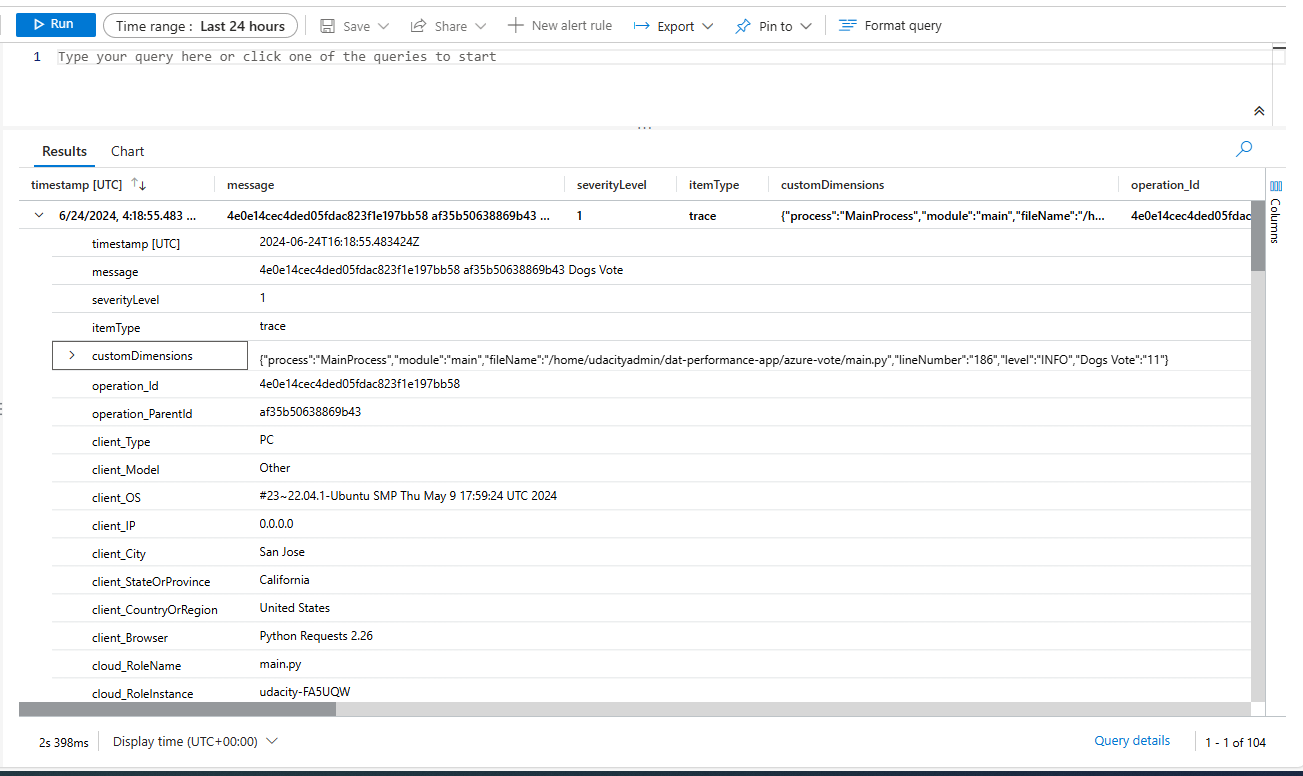 Run Time range : Last 24 hours Save Share New alert rule Export Pin to Format query
1 Type your query here or click one of the queries to start
...
Results Chart
timestamp [UTC] message severityLevel itemType customDimensions operation_Id
6/24/2024, 4:18:55.483 ... 4e0e14cec4ded05fdac823f1e197bb58 af35b50638869b43 ... 1 trace {"process":"MainProcess","module":"main","fileName":"/h... 4e0e14cec4ded05fdac
Columns
timestamp [UTC] 2024-06-24T16:18:55.483424Z
message 4e0e14cec4ded05fdac823f1e197bb58 af35b50638869b43 Dogs Vote
severityLevel 1
itemType trace
customDimensions {"process":"MainProcess","module":"main","fileName":"/home/udacityadmin/dat-performance-app/azure-vote/main.py","lineNumber":"186","level":"INFO","Dogs Vote":"11"}
operation_Id 4e0e14cec4ded05fdac823f1e197bb58
operation_ParentId af35b50638869b43
client_Type PC
client_Model Other
client_OS #23~22.04.1-Ubuntu SMP Thu May 9 17:59:24 UTC 2024
client_IP 0.0.0.0
client_City San Jose
client_StateOrProvince California
client_CountryOrRegion United States
client_Browser Python Requests 2.26
cloud_RoleName main.py
cloud_RoleInstance udacity-FA5UQW
2s 398ms Display time (UTC+00:00) Query details 1 - 1 of 104